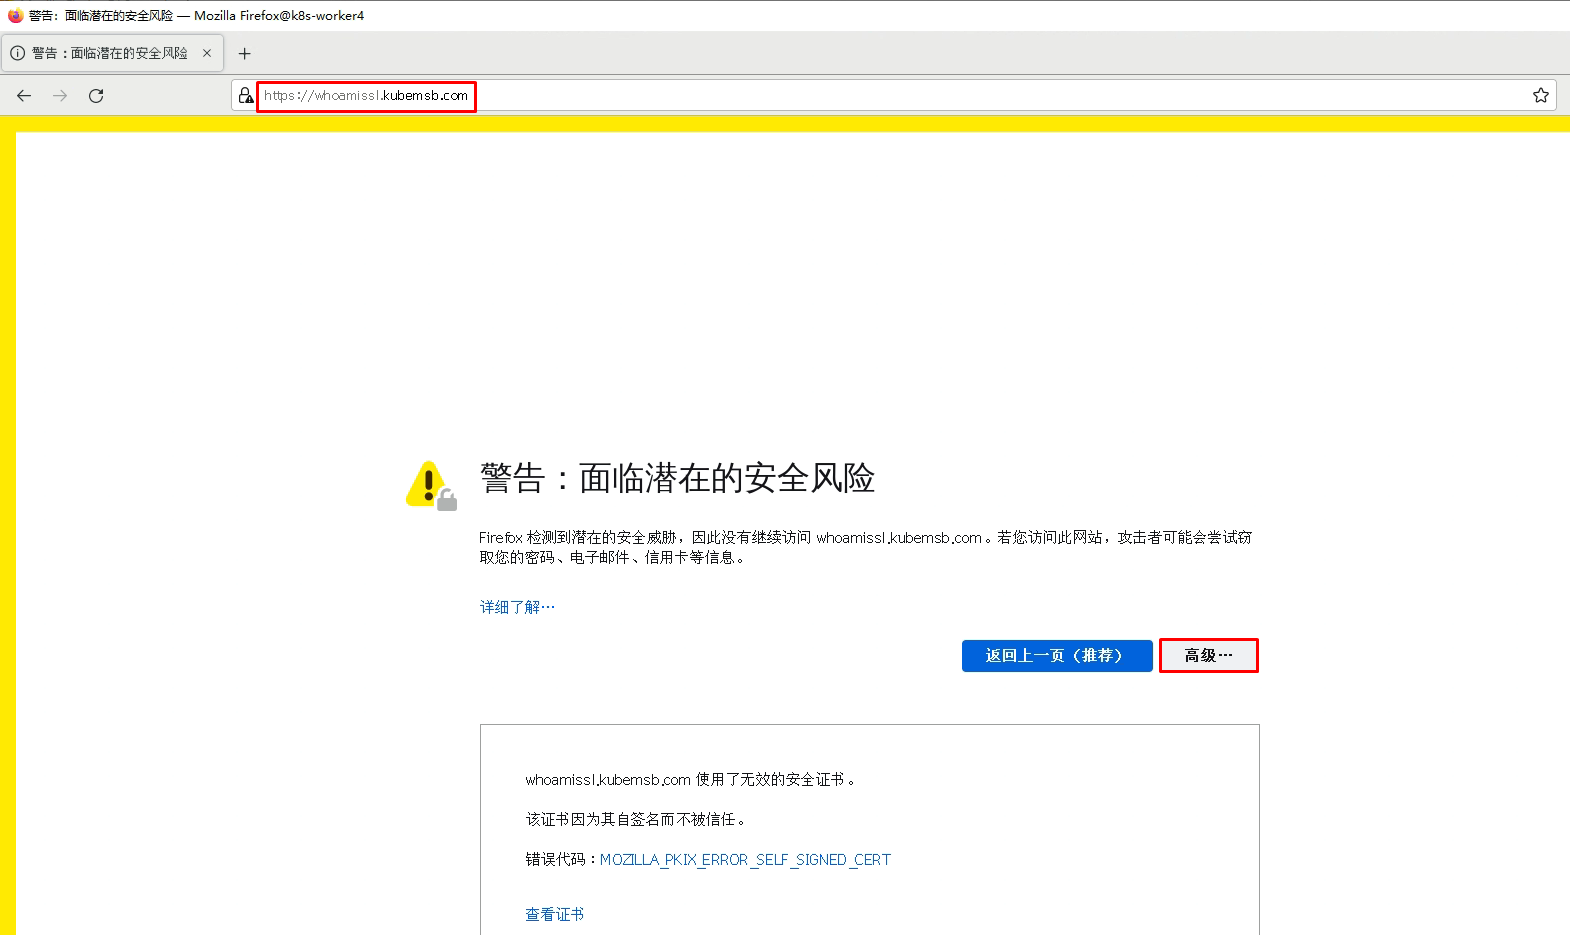 警告：面临潜在的安全风险 — Mozilla Firefox@k8s-worker4
警告：面临潜在的安全风险
https://whoamissl.kubemsb.com
警告：面临潜在的安全风险
Firefox 检测到潜在的安全威胁，因此没有继续访问 whoamissl.kubemsb.com。若您访问此网站，攻击者可能会尝试窃
取您的密码、电子邮件、信用卡等信息。
详细了解…
返回上一页（推荐） 高级…
whoamissl.kubemsb.com 使用了无效的安全证书。
该证书因为其自签名而不被信任。
错误代码：MOZILLA_PKIX_ERROR_SELF_SIGNED_CERT
查看证书